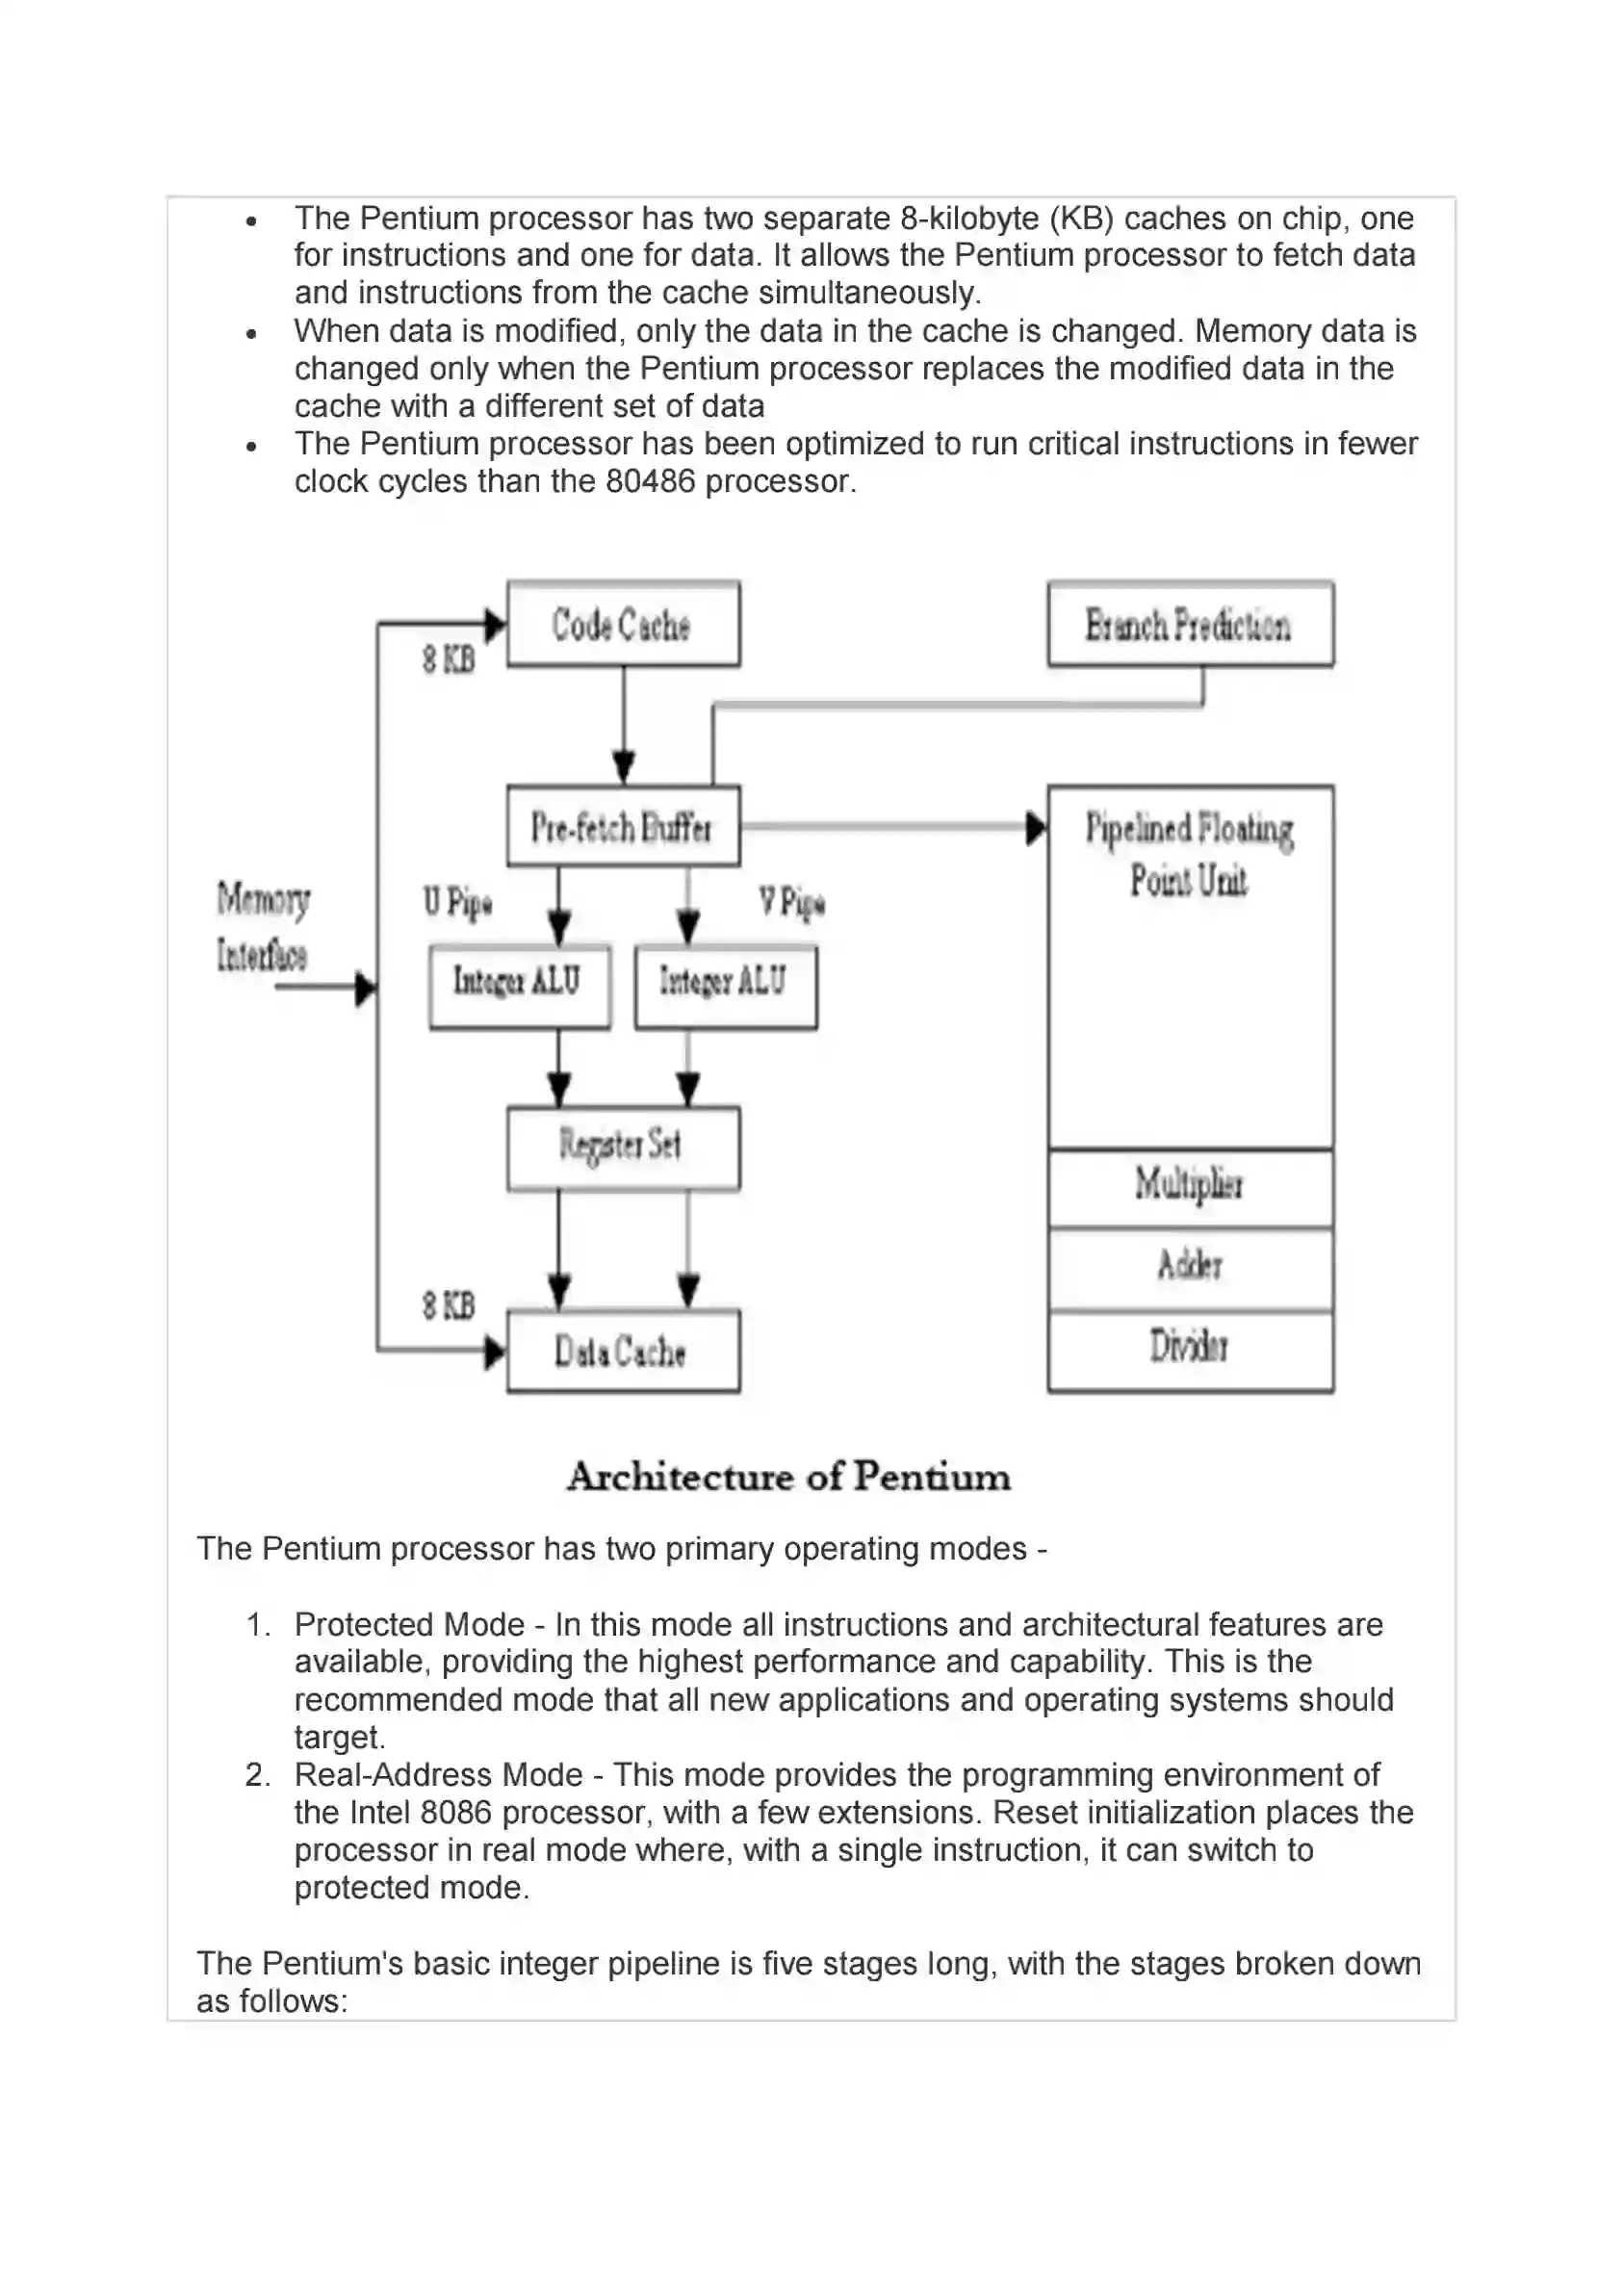 • The Pentium processor has two separate 8-kilobyte (KB) caches on chip, one
for instructions and one for data. It allows the Pentium processor to fetch data
and instructions from the cache simultaneously.
• When data is modified, only the data in the cache is changed. Memory data is
changed only when the Pentium processor replaces the modified data in the
cache with a different set of data
• The Pentium processor has been optimized to run critical instructions in fewer
clock cycles than the 80486 processor.
Code Cache
Branch Prediction
8 KB
Pre-fetch Buffer
Pipelined Floating
Point Unit
Memory
Interface
U Pipe
V Pipe
Integer ALU
Integer ALU
Register Set
Multiplier
Adder
8 KB
Data Cache
Divider
Architecture of Pentium
The Pentium processor has two primary operating modes -
1. Protected Mode - In this mode all instructions and architectural features are
available, providing the highest performance and capability. This is the
recommended mode that all new applications and operating systems should
target.
2. Real-Address Mode - This mode provides the programming environment of
the Intel 8086 processor, with a few extensions. Reset initialization places the
processor in real mode where, with a single instruction, it can switch to
protected mode.
The Pentium's basic integer pipeline is five stages long, with the stages broken down
as follows: